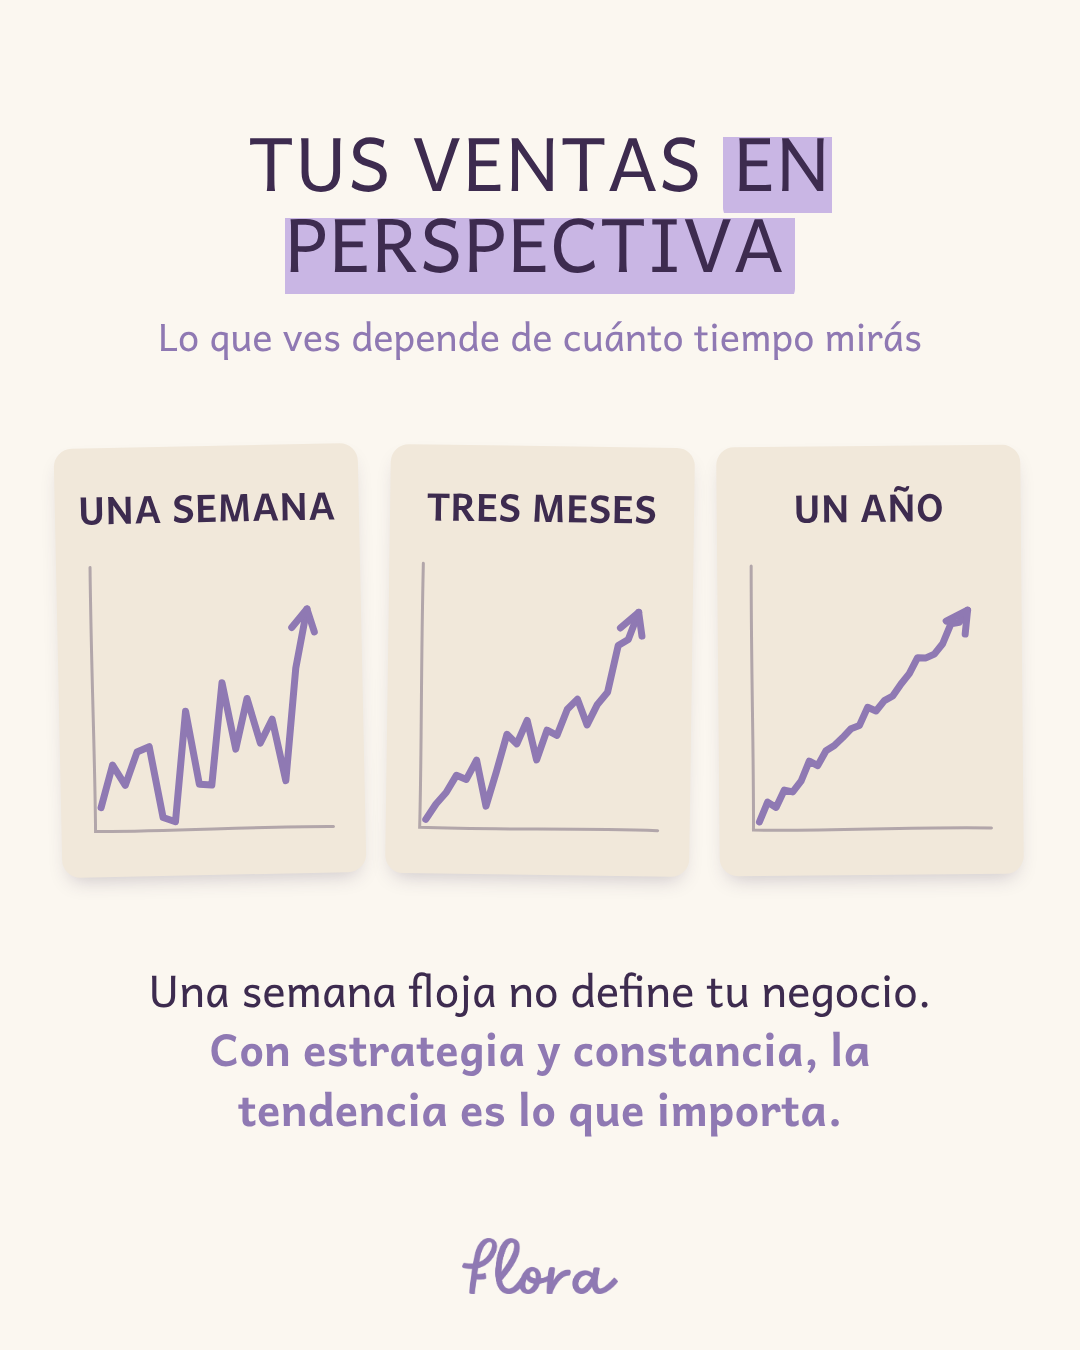 TUS VENTAS EN
PERSPECTIVA
Lo que ves depende de cuánto tiempo mirás
UNA SEMANA
TRES MESES
UN AÑO
Una semana floja no define tu negocio.
Con estrategia y constancia, la
tendencia es lo que importa.
flora